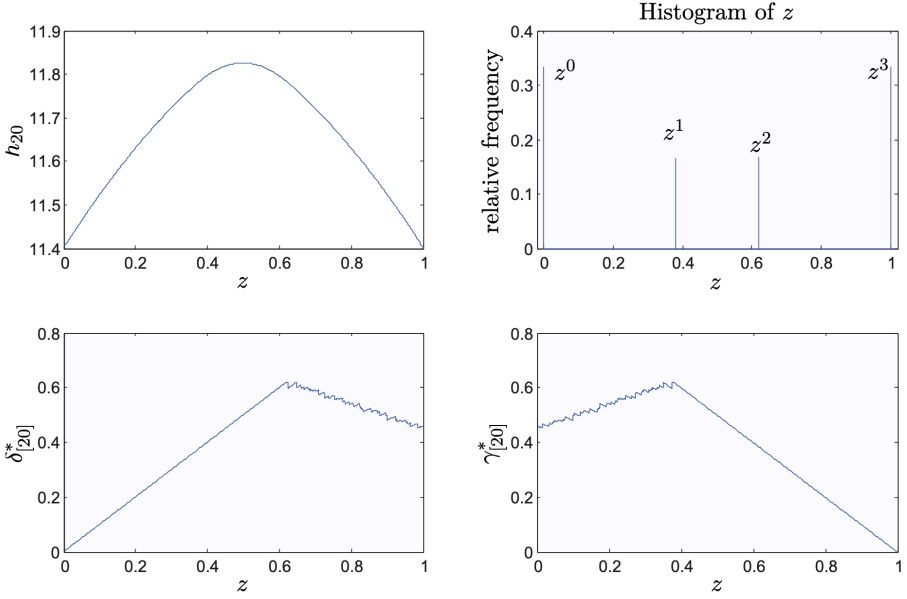 Histogram of z
11.9
11.8
11.7
11.6
11.5
11.4
h₂₀
0 0.2 0.4 0.6 0.8 1
z
0.4
0.3
0.2
0.1
0
relative frequency
z⁰
z¹
z²
z³
0 0.2 0.4 0.6 0.8 1
z
0.8
0.6
0.4
0.2
0
δ*[20]
0 0.2 0.4 0.6 0.8 1
z
0.8
0.6
0.4
0.2
0
γ*[20]
0 0.2 0.4 0.6 0.8 1
z